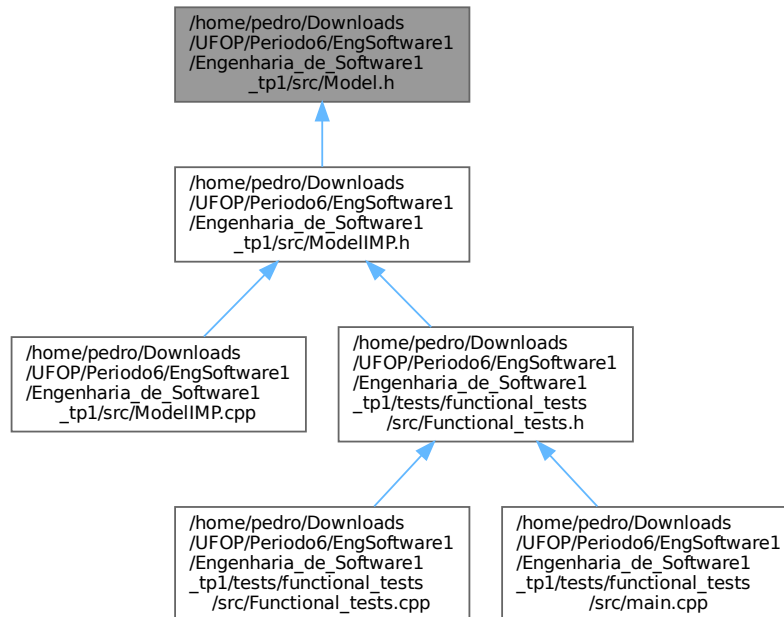 /home/pedro/Downloads
/UFOP/Periodo6/EngSoftware1
/Engenharia_de_Software1
_tp1/src/Model.h
/home/pedro/Downloads
/UFOP/Periodo6/EngSoftware1
/Engenharia_de_Software1
_tp1/src/ModelIMP.h
/home/pedro/Downloads
/UFOP/Periodo6/EngSoftware1
/Engenharia_de_Software1
_tp1/src/ModelIMP.cpp
/home/pedro/Downloads
/UFOP/Periodo6/EngSoftware1
/Engenharia_de_Software1
_tp1/tests/functional_tests
/src/Functional_tests.h
/home/pedro/Downloads
/UFOP/Periodo6/EngSoftware1
/Engenharia_de_Software1
_tp1/tests/functional_tests
/src/Functional_tests.cpp
/home/pedro/Downloads
/UFOP/Periodo6/EngSoftware1
/Engenharia_de_Software1
_tp1/tests/functional_tests
/src/main.cpp